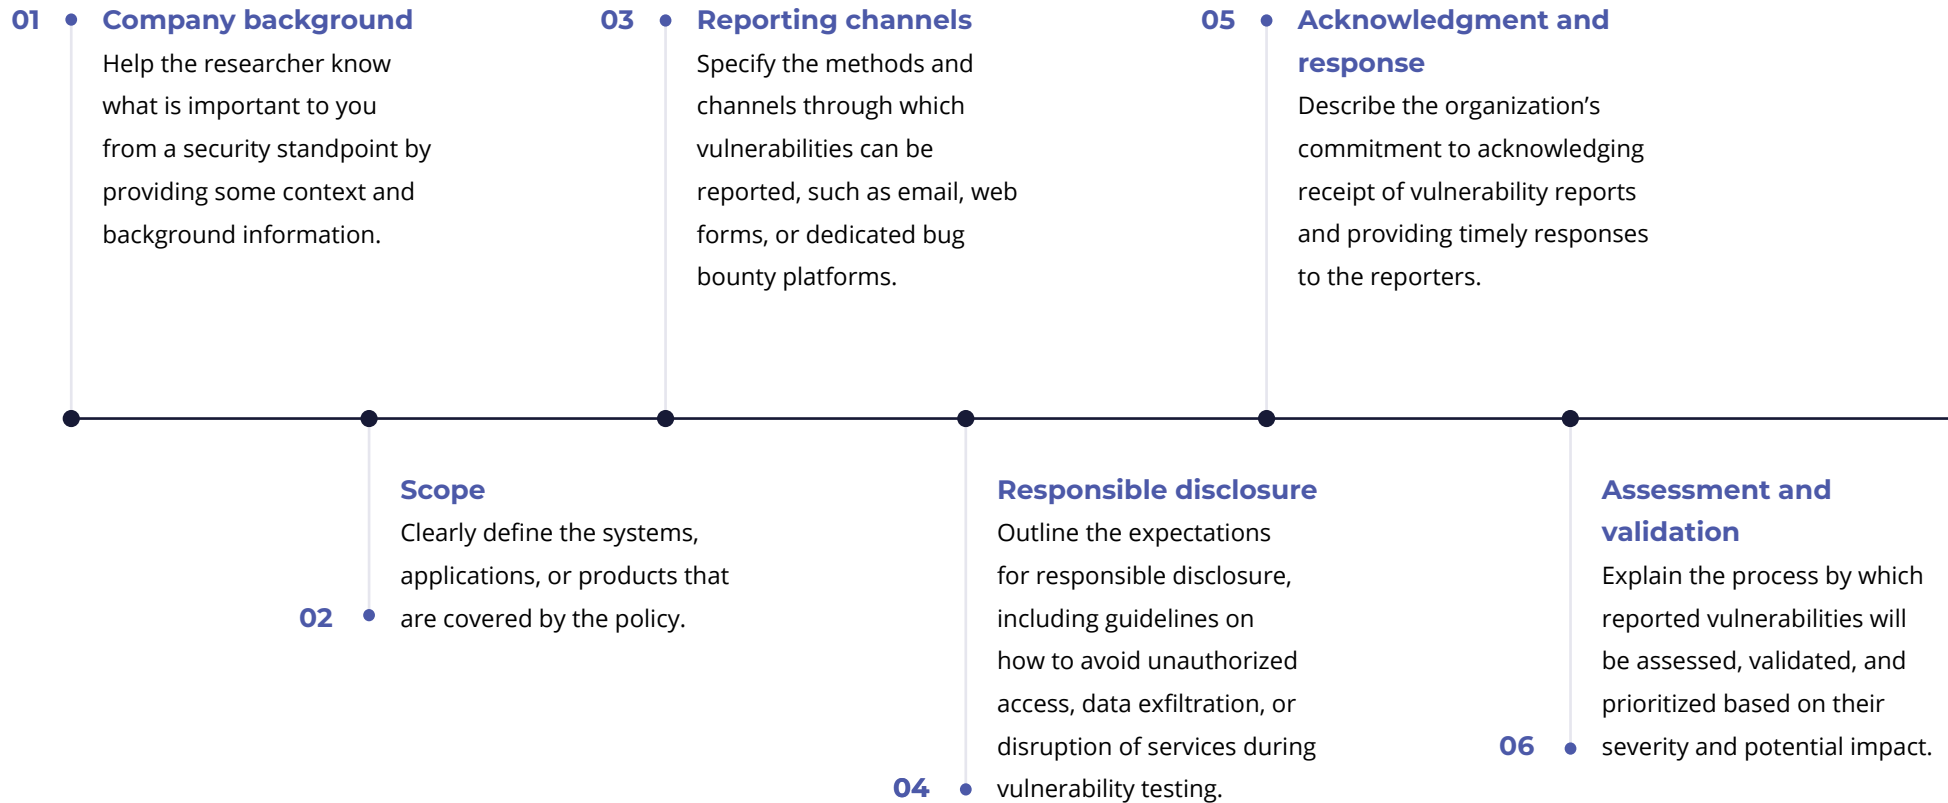 01
Company background
Help the researcher know
what is important to you
from a security standpoint by
providing some context and
background information.
Scope
Clearly define the systems,
applications, or products that
02
are covered by the policy.
03
Reporting channels
Specify the methods and
channels through which
vulnerabilities can be
reported, such as email, web
forms, or dedicated bug
bounty platforms.
Responsible disclosure
Outline the expectations
for responsible disclosure,
including guidelines on
how to avoid unauthorized
access, data exfiltration, or
disruption of services during
04
vulnerability testing.
05
Acknowledgment and
response
Describe the organization’s
commitment to acknowledging
receipt of vulnerability reports
and providing timely responses
to the reporters.
Assessment and
validation
Explain the process by which
reported vulnerabilities will
be assessed, validated, and
prioritized based on their
06
severity and potential impact.